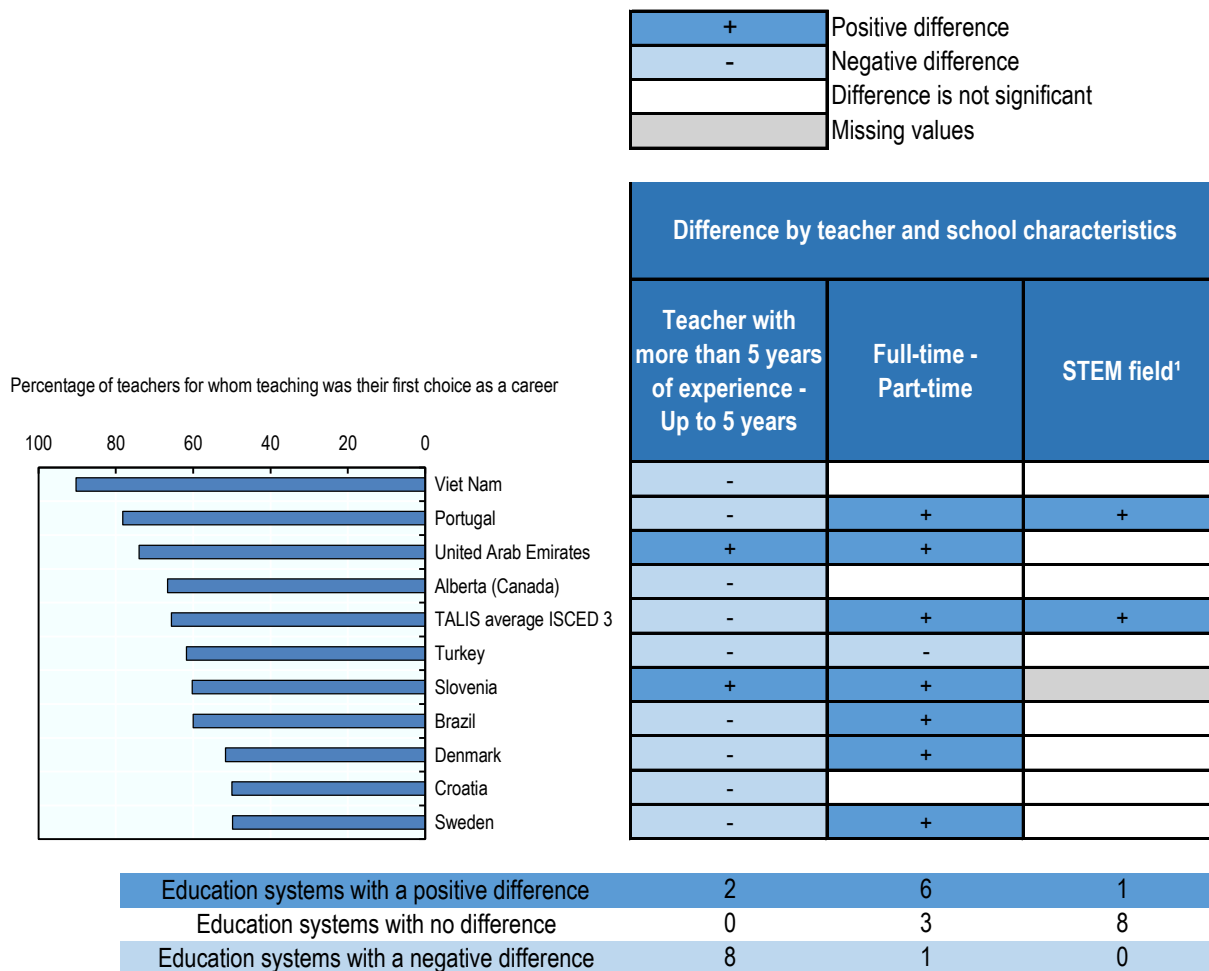 + Positive difference
- Negative difference
Difference is not significant
Missing values
Difference by teacher and school characteristics
Teacher with
more than 5 years
of experience -
Up to 5 years
Full-time -
Part-time
STEM field¹
Percentage of teachers for whom teaching was their first choice as a career
100 80 60 40 20 0
Viet Nam -
Portugal - + +
United Arab Emirates + +
Alberta (Canada) -
TALIS average ISCED 3 - + +
Turkey - -
Slovenia + +
Brazil - +
Denmark - +
Croatia -
Sweden - +
Education systems with a positive difference 2 6 1
Education systems with no difference 0 3 8
Education systems with a negative difference 8 1 0